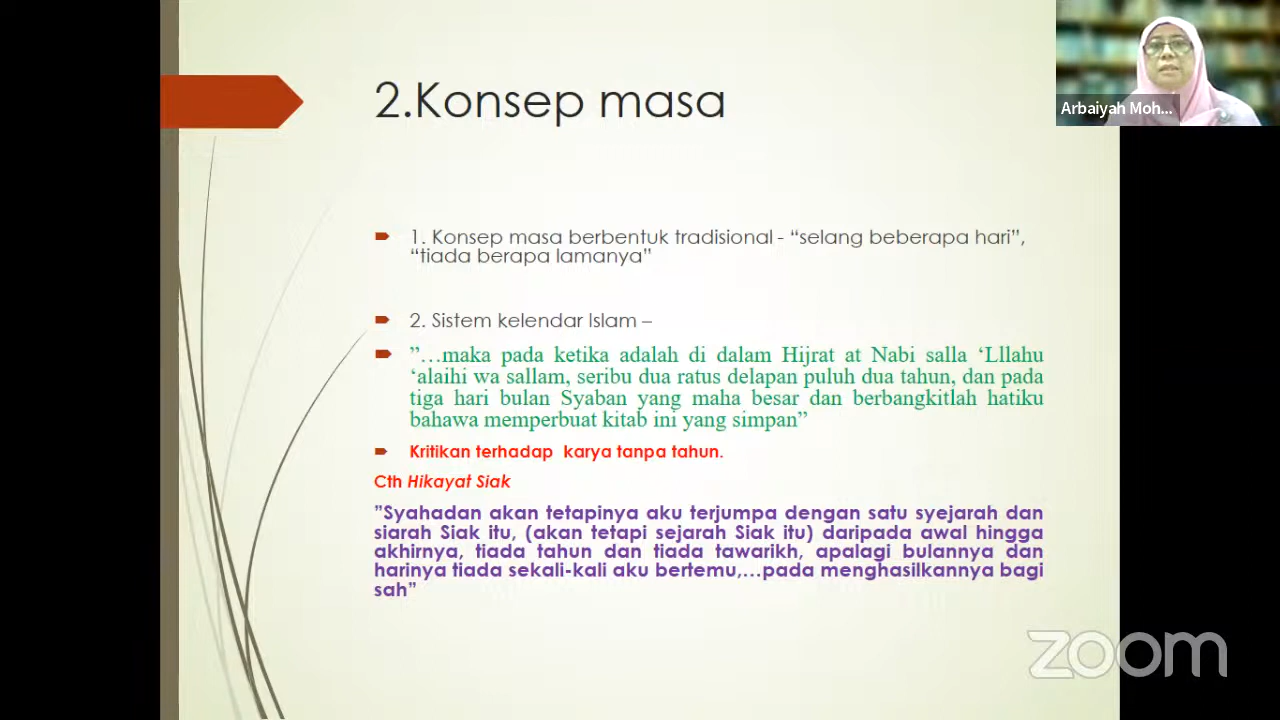 2.Konsep masa
Arbaiyah Moh...
1. Konsep masa berbentuk tradisional - “selang beberapa hari”,
“tiada berapa lamanya”
2. Sistem kelendar Islam –
”…maka pada ketika adalah di dalam Hijrat at Nabi salla ‘Lllahu
‘alaihi wa sallam, seribu dua ratus delapan puluh dua tahun, dan pada
tiga hari bulan Syaban yang maha besar dan berbangkitlah hatiku
bahawa memperbuat kitab ini yang simpan”
Kritikan terhadap karya tanpa tahun.
Cth Hikayat Siak
”Syahadan akan tetapinya aku terjumpa dengan satu syejarah dan
siarah Siak itu, (akan tetapi sejarah Siak itu) daripada awal hingga
akhirnya, tiada tahun dan tiada tawarikh, apalagi bulannya dan
harinya tiada sekali-kali aku bertemu,…pada menghasilkannya bagi
sah”
zoom